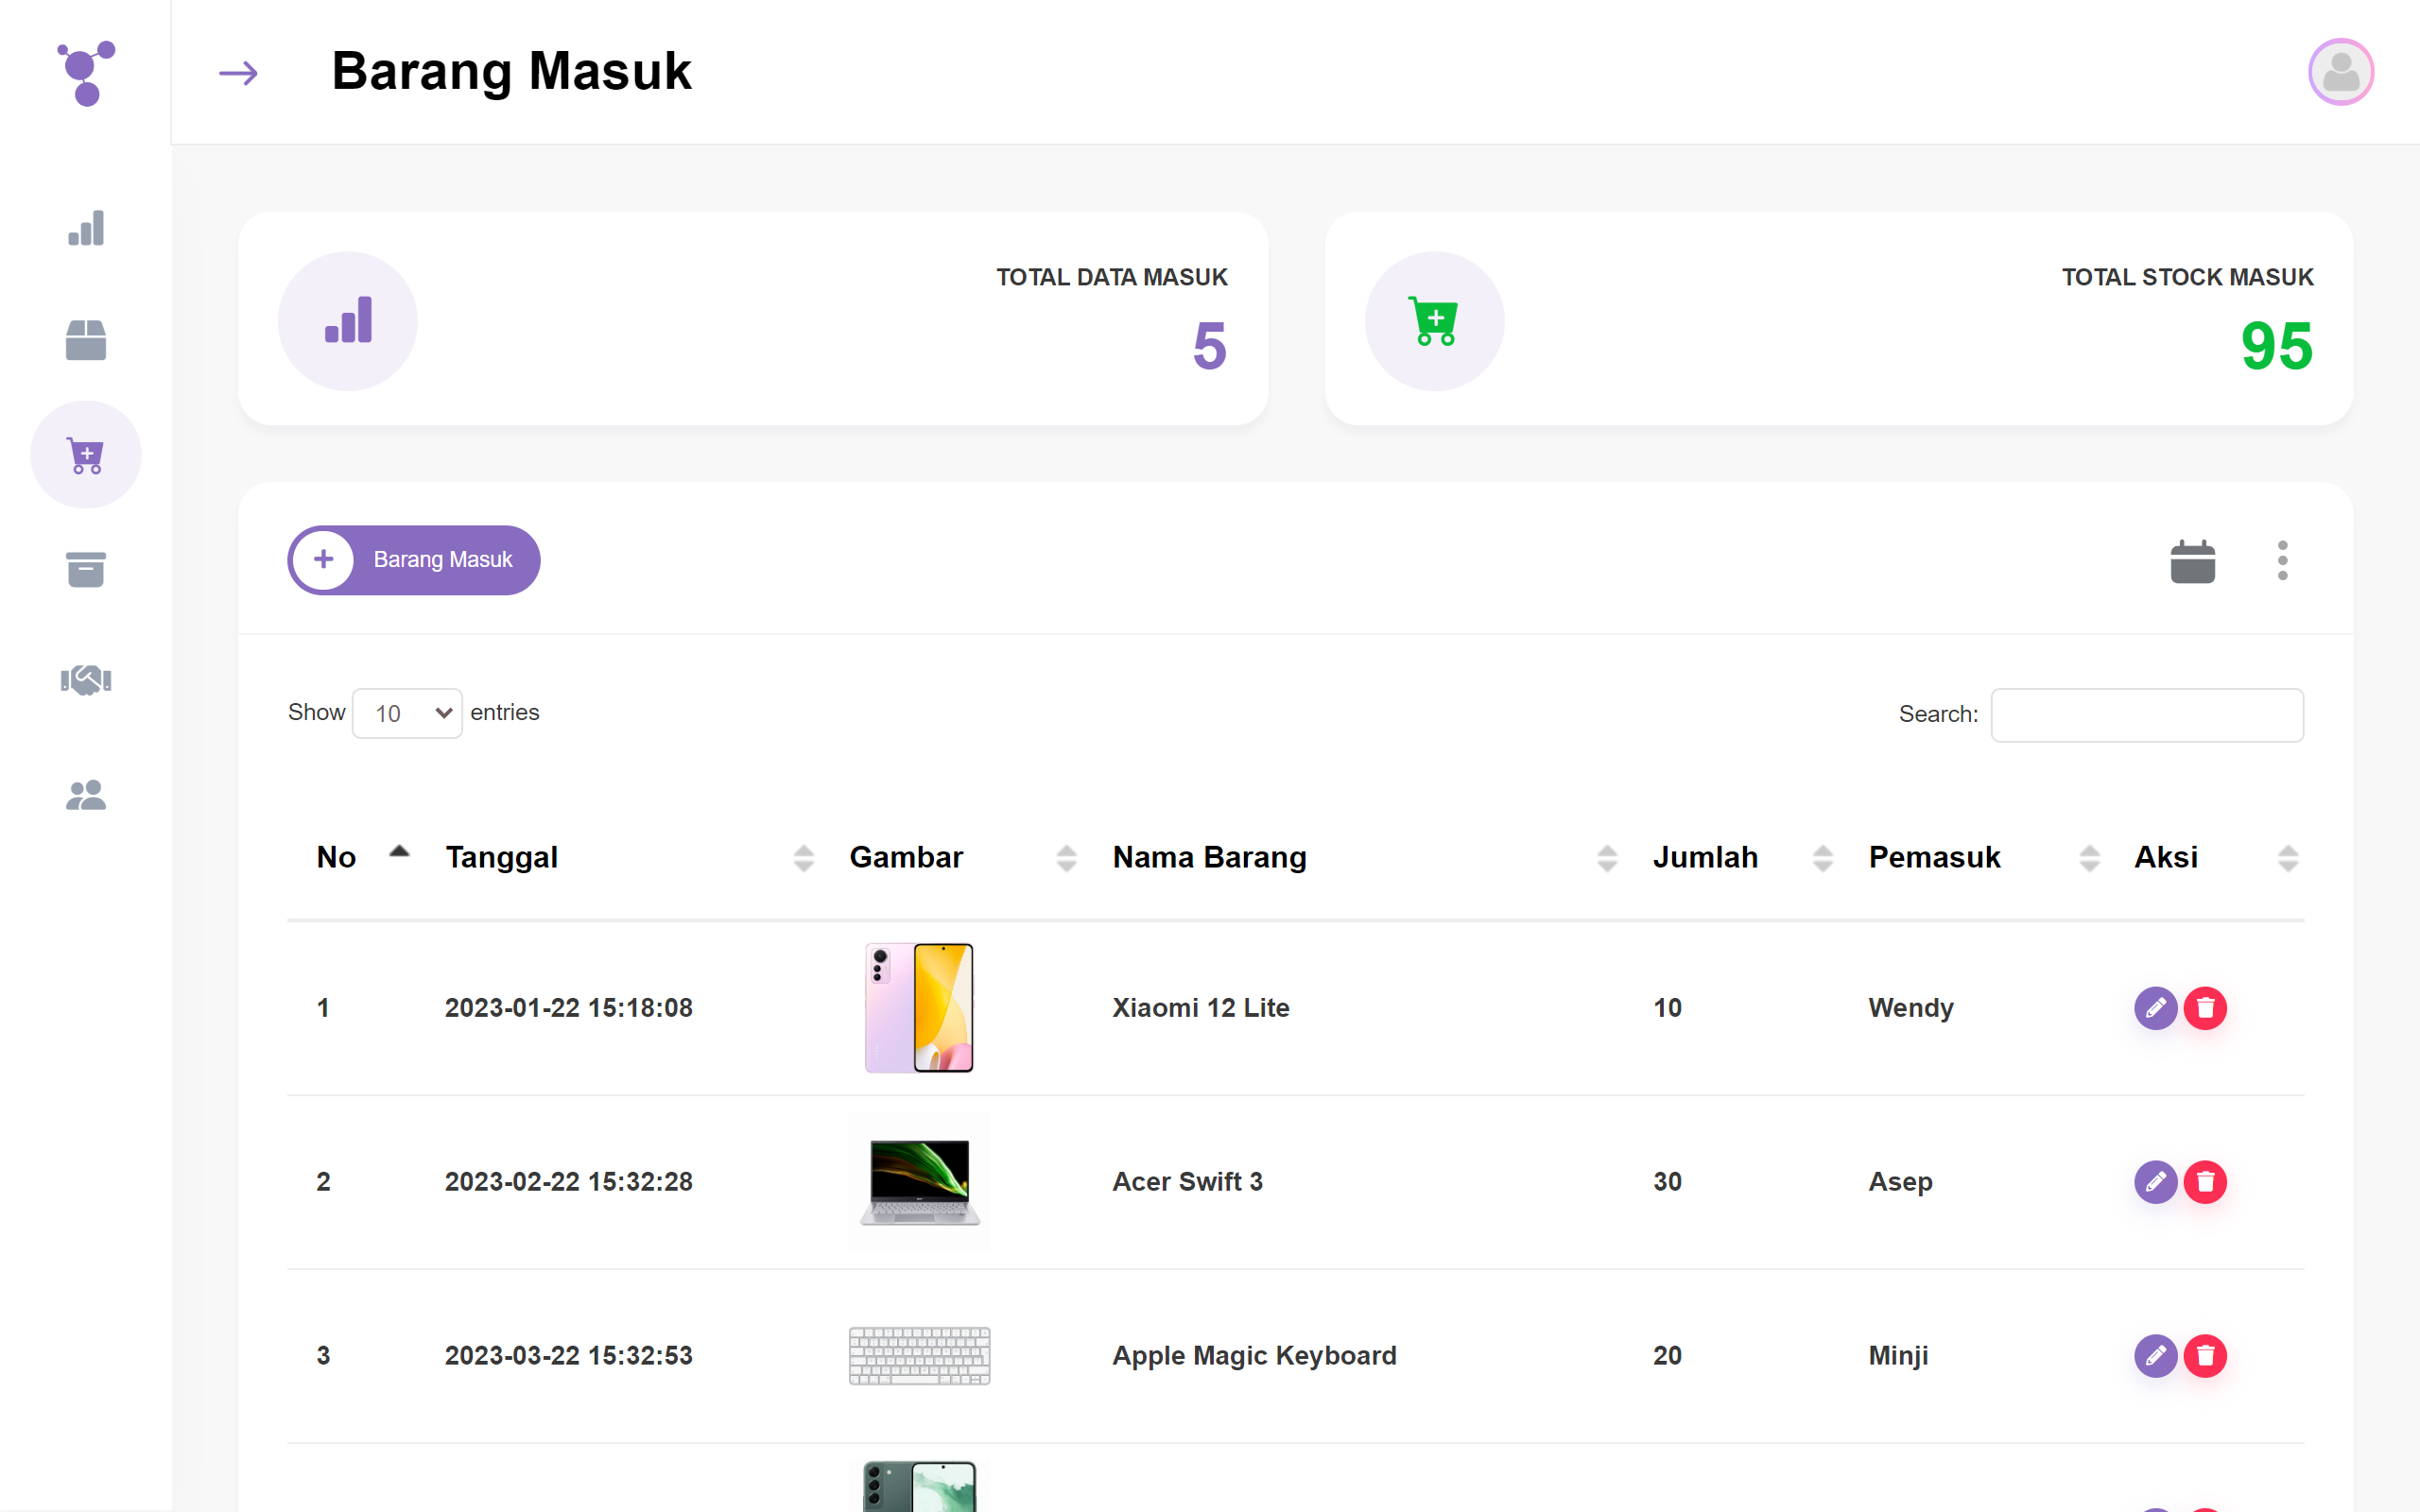 Barang Masuk
TOTAL DATA MASUK
5
TOTAL STOCK MASUK
95
Barang Masuk
Show 10 entries
Search:
No Tanggal Gambar Nama Barang Jumlah Pemasuk Aksi
1 2023-01-22 15:18:08 Xiaomi 12 Lite 10 Wendy
2 2023-02-22 15:32:28 Acer Swift 3 30 Asep
3 2023-03-22 15:32:53 Apple Magic Keyboard 20 Minji